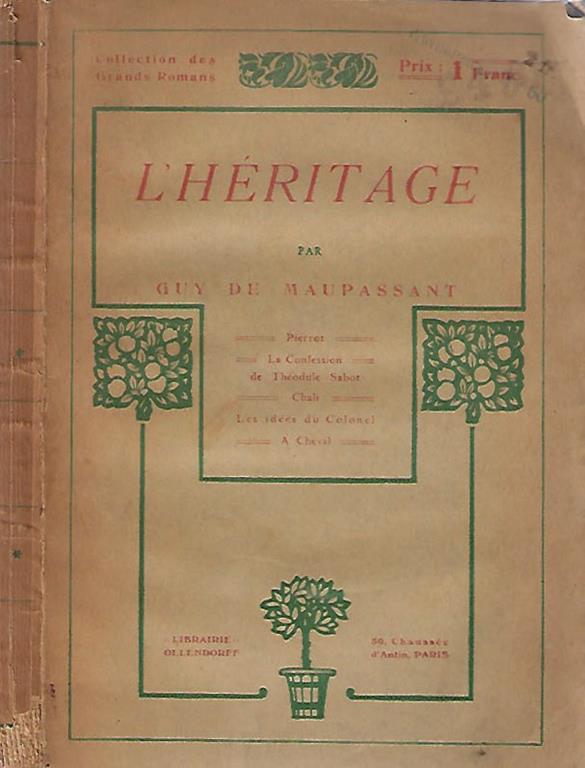 Collection des
Grands Romans
Prix : 1 Franc
L'HÉRITAGE
PAR
GUY DE MAUPASSANT
Pierrot
La Confession
de Théodule Sabot
Chali
Les idées du Colonel
A Cheval
LIBRAIRIE
OLLENDORFF
50, Chaussée
d'Antin, PARIS